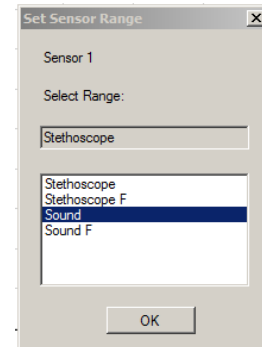 Set Sensor Range
Sensor 1
Select Range:
Stethoscope
Stethoscope
Stethoscope F
Sound
Sound F
OK